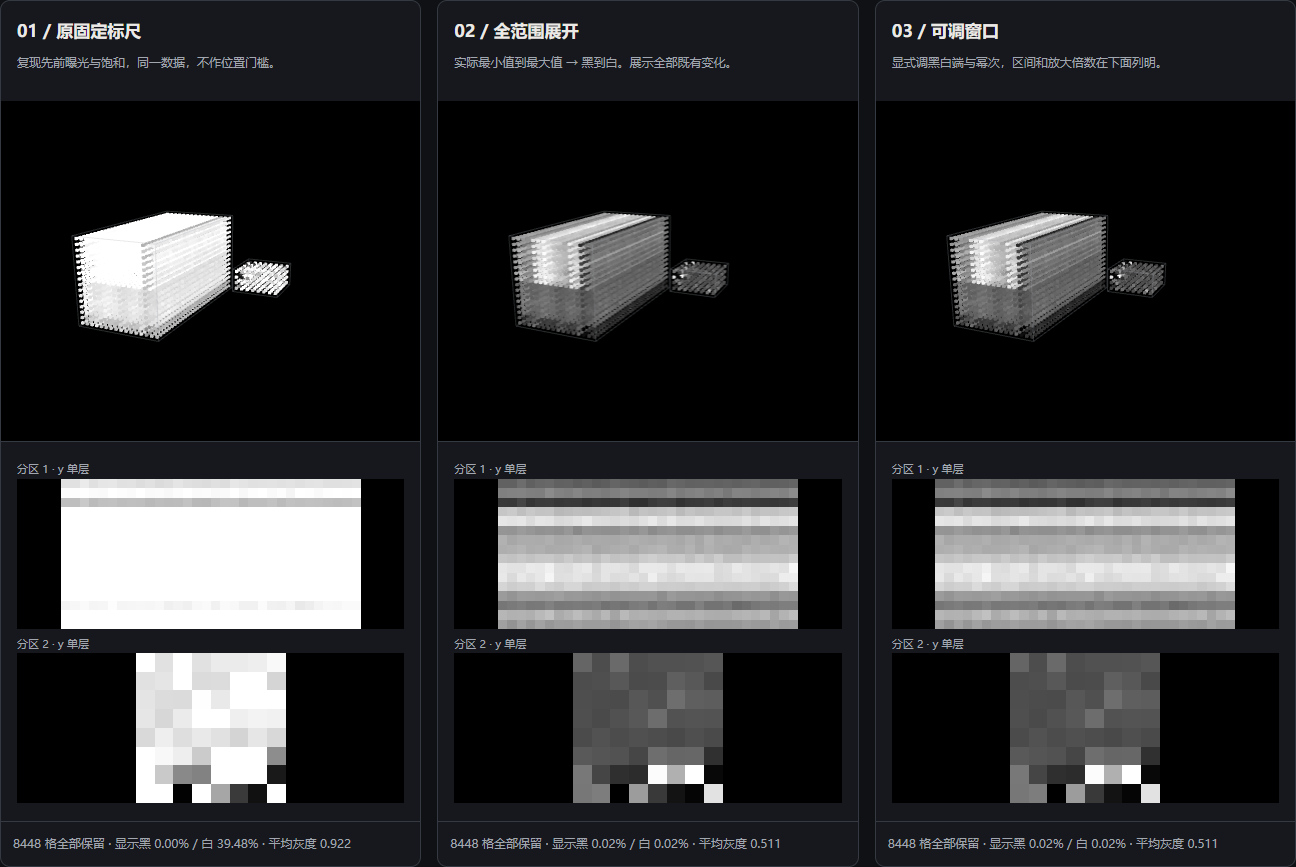 01 / 原固定标尺
复现先前曝光与饱和，同一数据，不作位置门槛。
分区 1 · y 单层
分区 2 · y 单层
8448 格全部保留 · 显示黑 0.00% / 白 39.48% · 平均灰度 0.922
02 / 全范围展开
实际最小值到最大值 → 黑到白。展示全部既有变化。
分区 1 · y 单层
分区 2 · y 单层
8448 格全部保留 · 显示黑 0.02% / 白 0.02% · 平均灰度 0.511
03 / 可调窗口
显式调黑白端与幂次，区间和放大倍数在下面列明。
分区 1 · y 单层
分区 2 · y 单层
8448 格全部保留 · 显示黑 0.02% / 白 0.02% · 平均灰度 0.511